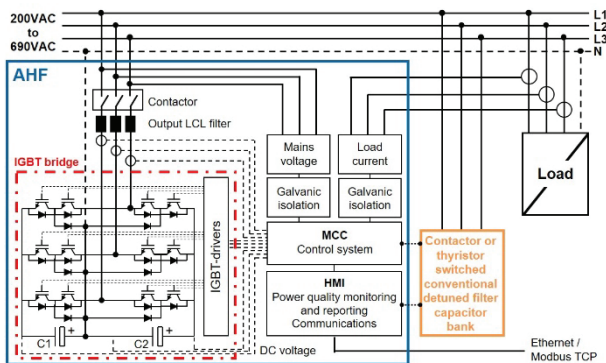 200VAC
to
690VAC
L1
L2
L3
N
AHF
Contactor
Output LCL filter
IGBT bridge
Mains
voltage
Load
current
Galvanic
isolation
Galvanic
isolation
Load
MCC
Control system
IGBT-drivers
HMI
Power quality monitoring
and reporting
Communications
Contactor or
thyristor
switched
conventional
detuned filter
capacitor
bank
C1
+
C2
+
DC voltage
Ethernet /
Modbus TCP